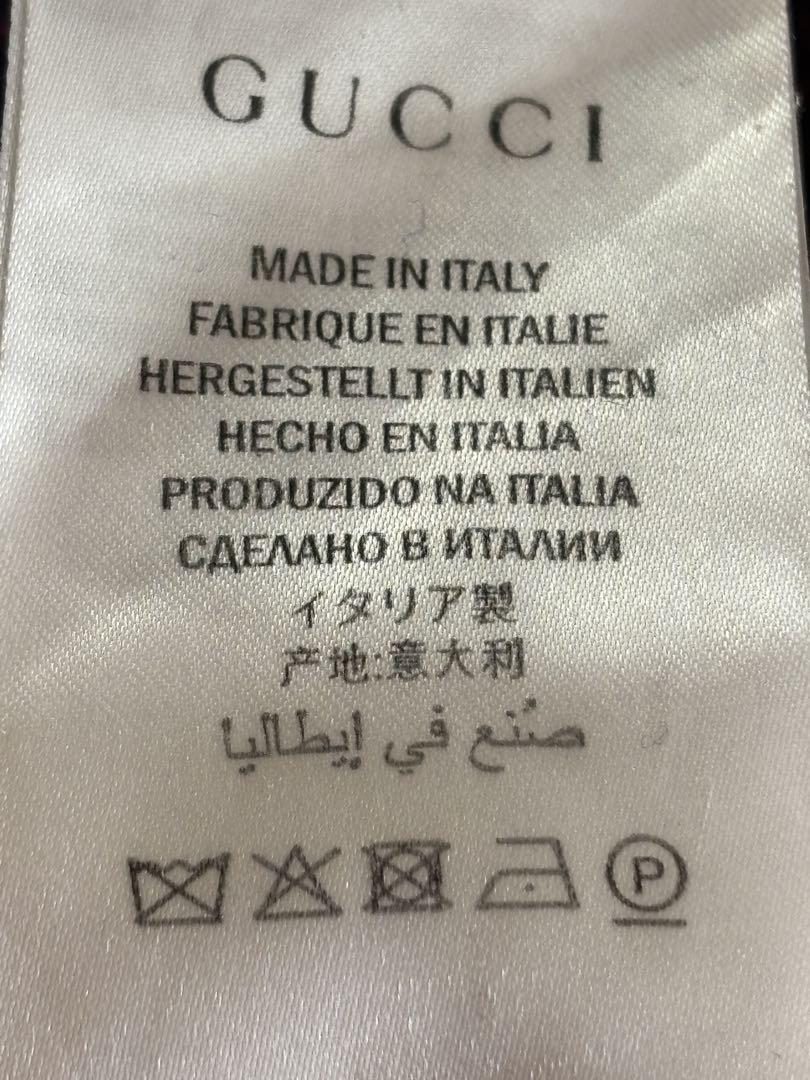 GUCCI
MADE IN ITALY
FABRIQUE EN ITALIE
HERGESTELLT IN ITALIEN
HECHO EN ITALIA
PRODUZIDO NA ITALIA
СДЕЛАНО В ИТАЛИИ
イタリア製
产地:意大利
صُنع في إيطاليا
P